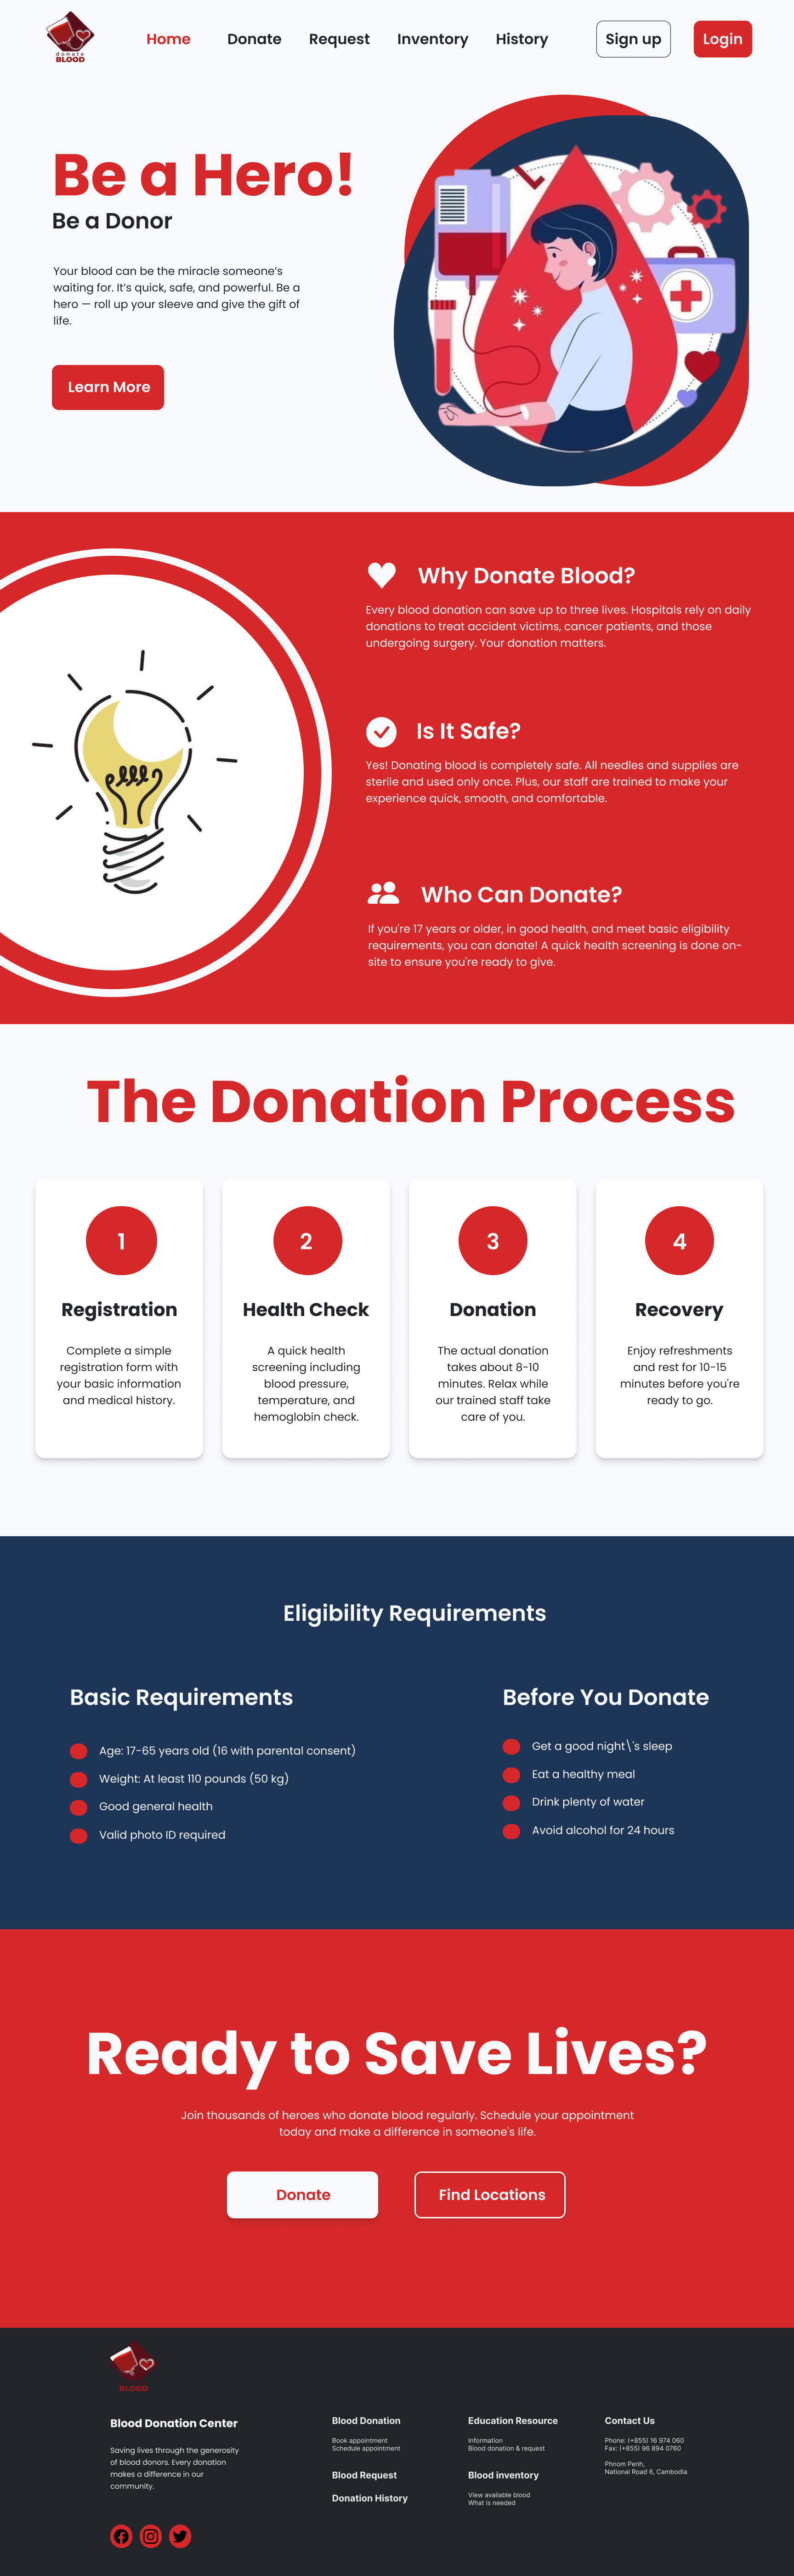 donate
BLOOD
Home Donate Request Inventory History Sign up Login
Be a Hero!
Be a Donor
Your blood can be the miracle someone’s
waiting for. It’s quick, safe, and powerful. Be a
hero — roll up your sleeve and give the gift of
life.
Learn More
Why Donate Blood?
Every blood donation can save up to three lives. Hospitals rely on daily
donations to treat accident victims, cancer patients, and those
undergoing surgery. Your donation matters.
Is It Safe?
Yes! Donating blood is completely safe. All needles and supplies are
sterile and used only once. Plus, our staff are trained to make your
experience quick, smooth, and comfortable.
Who Can Donate?
If you're 17 years or older, in good health, and meet basic eligibility
requirements, you can donate! A quick health screening is done on-
site to ensure you're ready to give.
The Donation Process
1
Registration
Complete a simple
registration form with
your basic information
and medical history.
2
Health Check
A quick health
screening including
blood pressure,
temperature, and
hemoglobin check.
3
Donation
The actual donation
takes about 8-10
minutes. Relax while
our trained staff take
care of you.
4
Recovery
Enjoy refreshments
and rest for 10-15
minutes before you're
ready to go.
Eligibility Requirements
Basic Requirements
Age: 17-65 years old (16 with parental consent)
Weight: At least 110 pounds (50 kg)
Good general health
Valid photo ID required
Before You Donate
Get a good night\'s sleep
Eat a healthy meal
Drink plenty of water
Avoid alcohol for 24 hours
Ready to Save Lives?
Join thousands of heroes who donate blood regularly. Schedule your appointment
today and make a difference in someone's life.
Donate
Find Locations
BLOOD
Blood Donation Center
Saving lives through the generosity
of blood donors. Every donation
makes a difference in our
community.
Blood Donation
Book appointment
Schedule appointment
Blood Request
Donation History
Education Resource
Information
Blood donation & request
Blood inventory
View available blood
What is needed
Contact Us
Phone: (+855) 16 974 060
Fax: (+855) 96 894 0760
Phnom Penh,
National Road 6, Cambodia